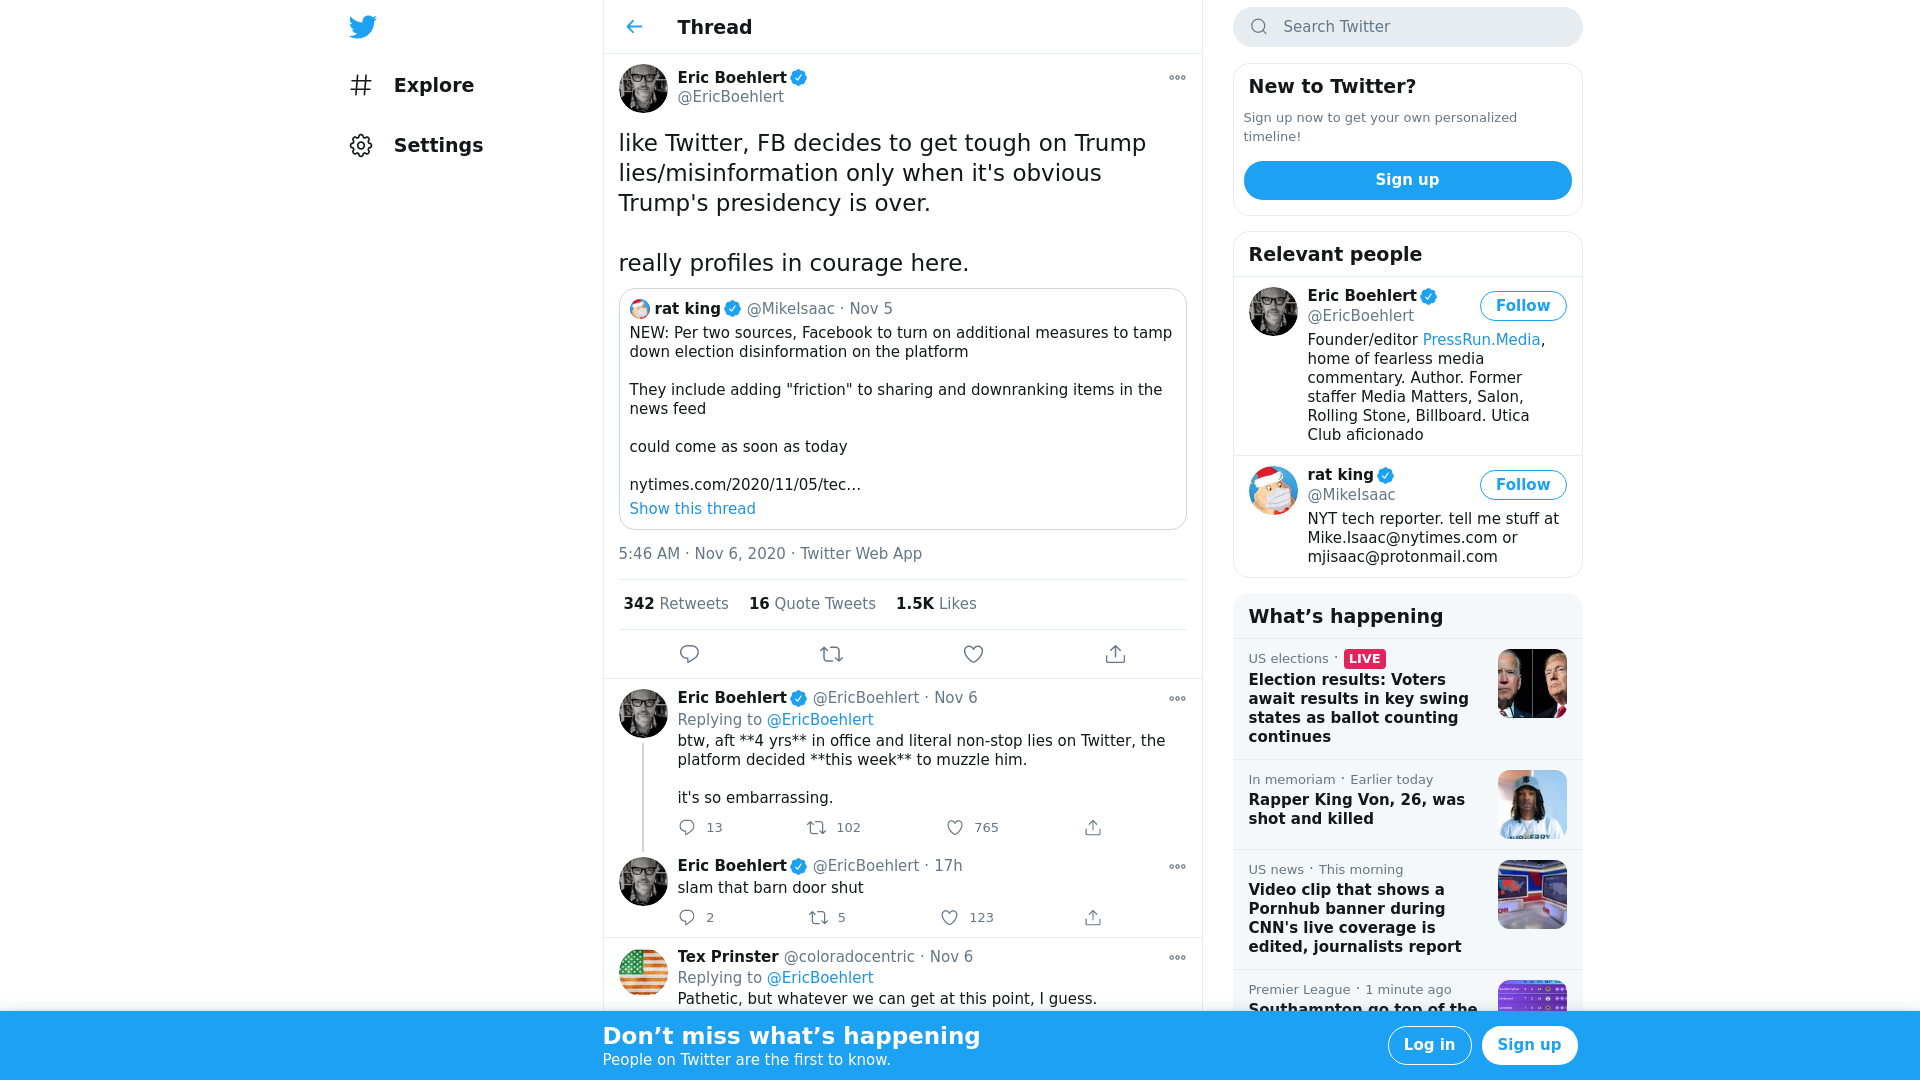 Explore
Settings
Thread
Eric Boehlert
@EricBoehlert
like Twitter, FB decides to get tough on Trump
lies/misinformation only when it's obvious
Trump's presidency is over.
really profiles in courage here.
rat king @MikeIsaac · Nov 5
NEW: Per two sources, Facebook to turn on additional measures to tamp
down election disinformation on the platform
They include adding "friction" to sharing and downranking items in the
news feed
could come as soon as today
nytimes.com/2020/11/05/tec…
Show this thread
5:46 AM · Nov 6, 2020 · Twitter Web App
342 Retweets 16 Quote Tweets 1.5K Likes
Eric Boehlert @EricBoehlert · Nov 6
Replying to @EricBoehlert
btw, aft **4 yrs** in office and literal non-stop lies on Twitter, the
platform decided **this week** to muzzle him.
it's so embarrassing.
13 102 765
Eric Boehlert @EricBoehlert · 17h
slam that barn door shut
2 5 123
Tex Prinster @coloradocentric · Nov 6
Replying to @EricBoehlert
Pathetic, but whatever we can get at this point, I guess.
Search Twitter
New to Twitter?
Sign up now to get your own personalized
timeline!
Sign up
Relevant people
Eric Boehlert
@EricBoehlert
Follow
Founder/editor PressRun.Media,
home of fearless media
commentary. Author. Former
staffer Media Matters, Salon,
Rolling Stone, Billboard. Utica
Club aficionado
rat king
@MikeIsaac
Follow
NYT tech reporter. tell me stuff at
Mike.Isaac@nytimes.com or
mjisaac@protonmail.com
What's happening
US elections · LIVE
Election results: Voters
await results in key swing
states as ballot counting
continues
In memoriam · Earlier today
Rapper King Von, 26, was
shot and killed
US news · This morning
Video clip that shows a
Pornhub banner during
CNN's live coverage is
edited, journalists report
Premier League · 1 minute ago
Southampton go top of the
Don't miss what's happening
People on Twitter are the first to know.
Log in
Sign up